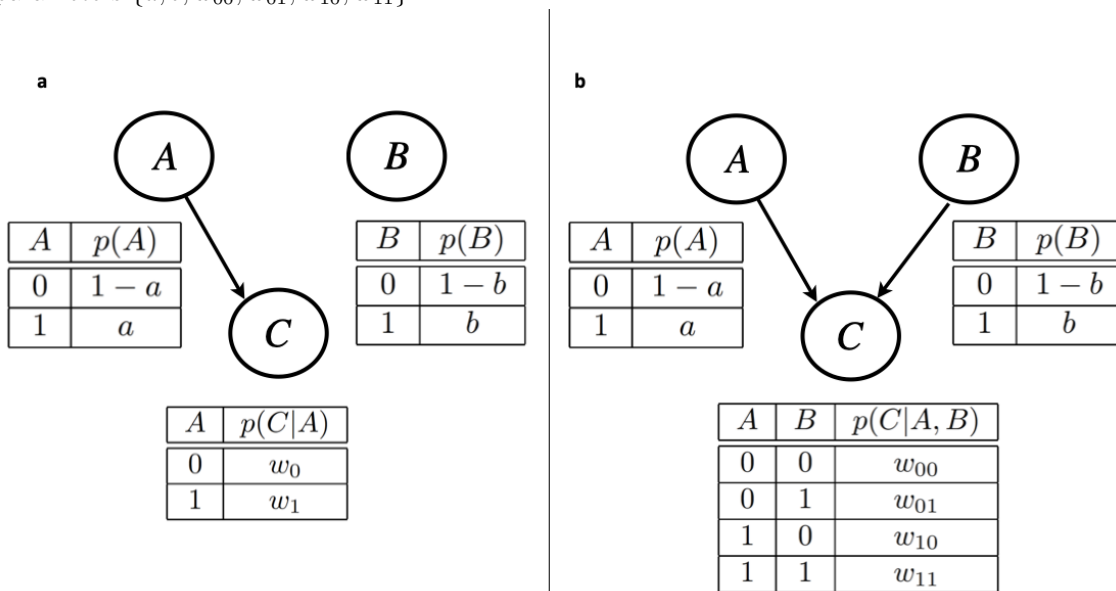 a
b
A
B
A
B
A p(A)
0 1 − a
1 a
B p(B)
0 1 − b
1 b
A p(A)
0 1 − a
1 a
B p(B)
0 1 − b
1 b
C
C
A p(C|A)
0 w₀
1 w₁
A B p(C|A, B)
0 0 w₀₀
0 1 w₀₁
1 0 w₁₀
1 1 w₁₁